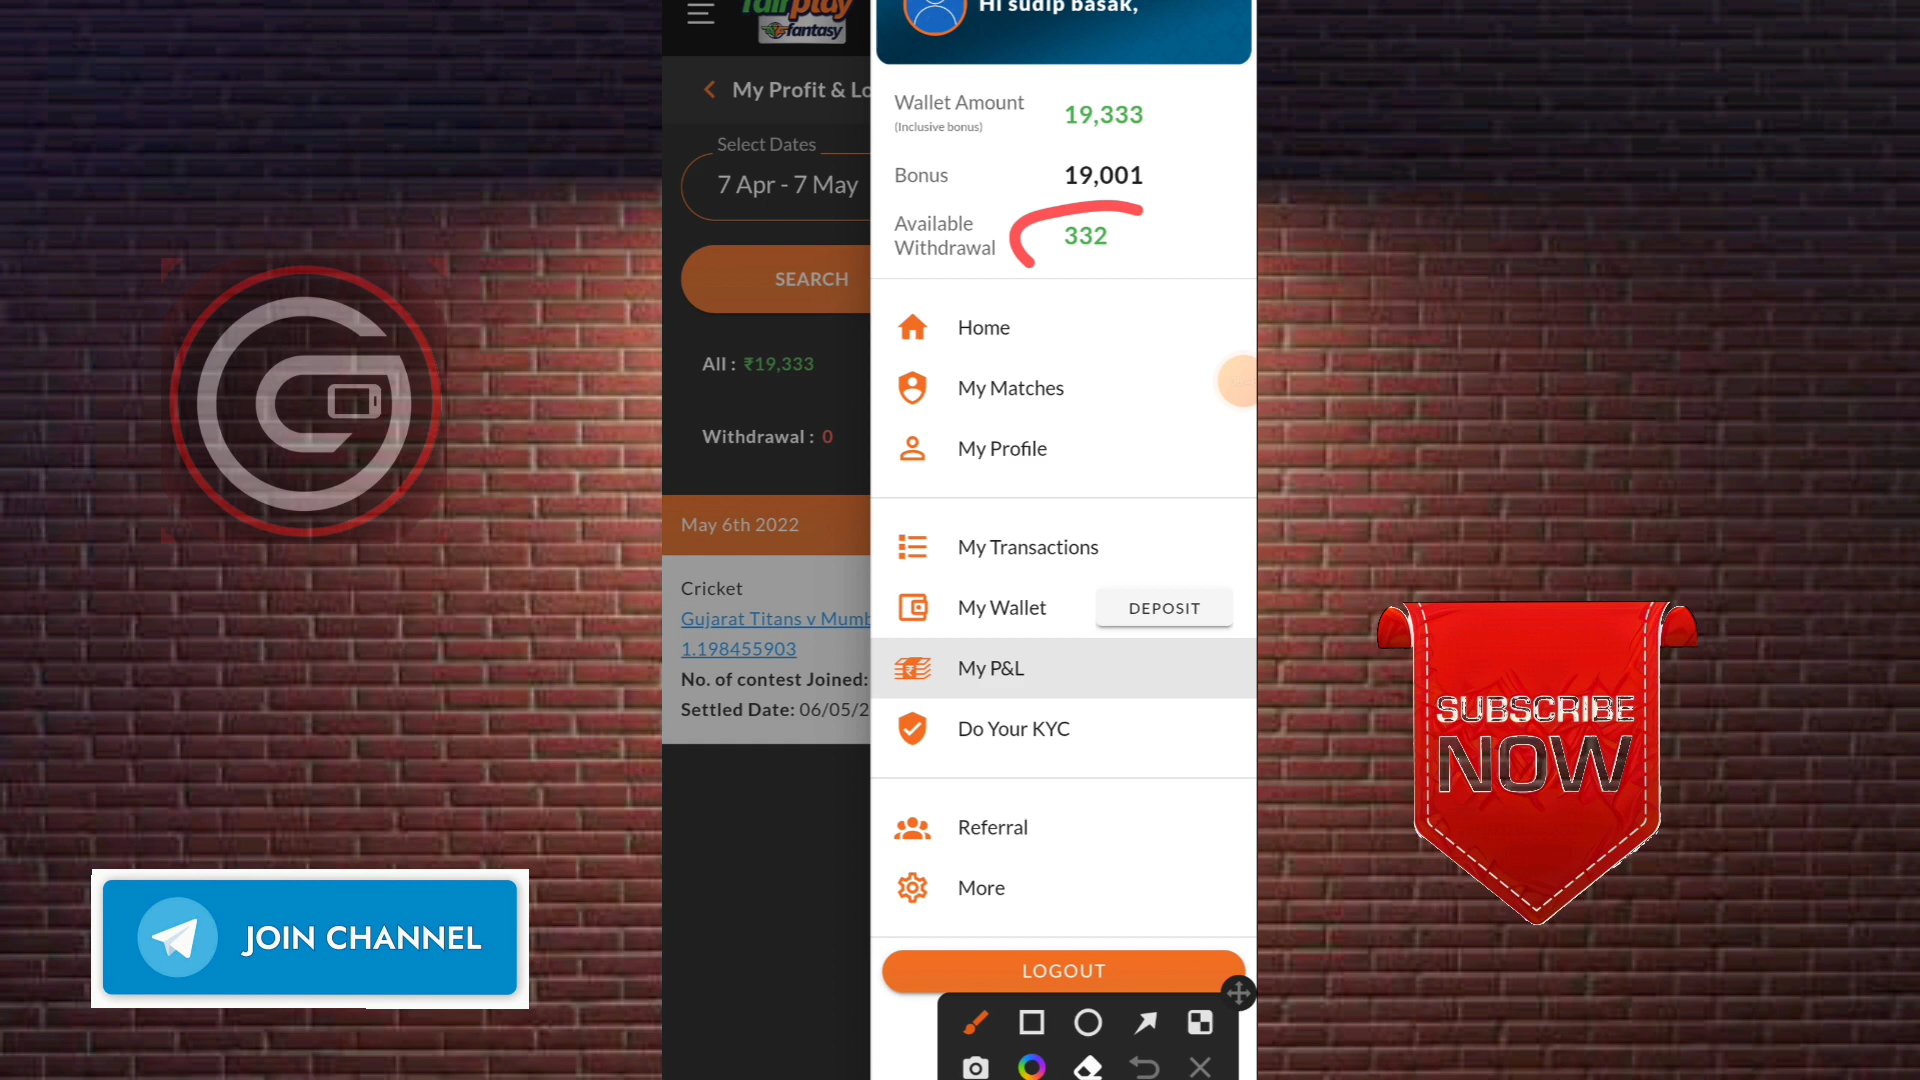 fairplay
fantasy
Hi sudip basak,
My Profit & Lo
Select Dates
7 Apr - 7 May
SEARCH
All : ₹19,333
Withdrawal : 0
May 6th 2022
Cricket
Gujarat Titans v Mumb
1.198455903
No. of contest Joined:
Settled Date: 06/05/2
Wallet Amount
(Inclusive bonus)
19,333
Bonus
19,001
Available
Withdrawal
332
Home
My Matches
My Profile
My Transactions
My Wallet
DEPOSIT
My P&L
Do Your KYC
Referral
More
LOGOUT
JOIN CHANNEL
SUBSCRIBE
NOW